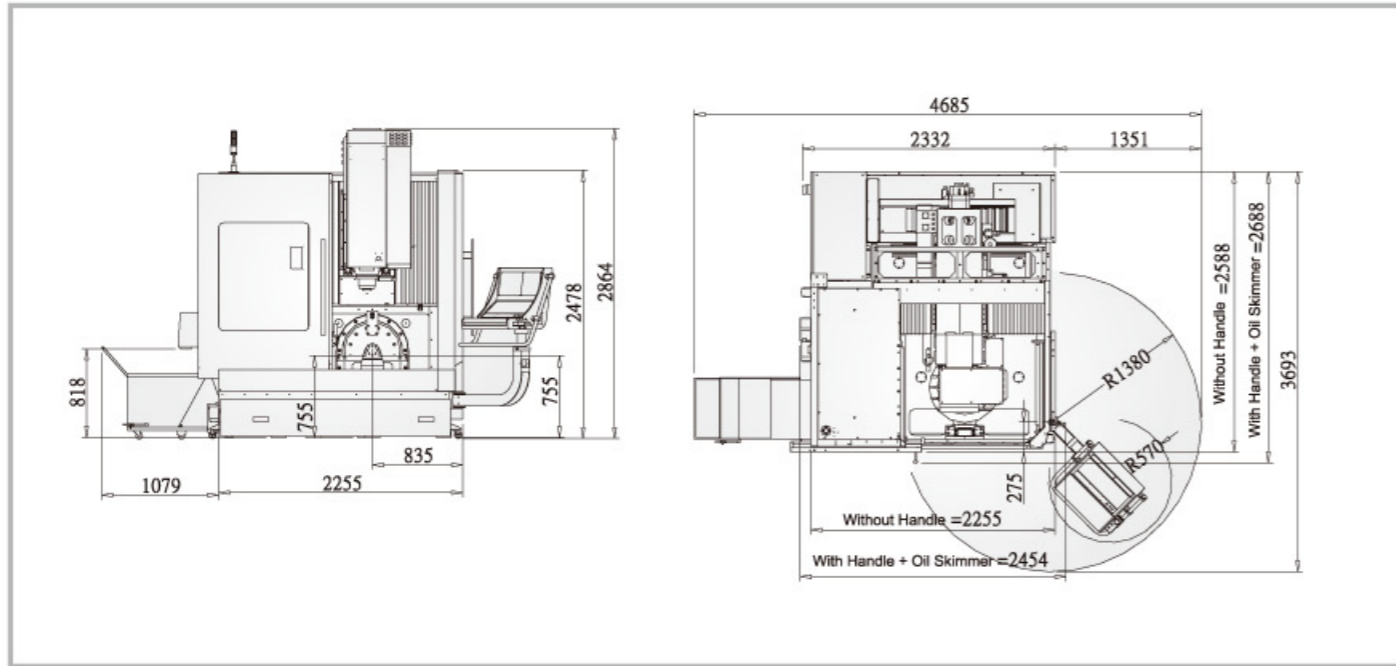 2864
2478
818
755
755
835
1079
2255
4685
2332
1351
Without Handle =2588
With Handle + Oil Skimmer =2688
3693
R1380
R570
275
Without Handle =2255
With Handle + Oil Skimmer =2454